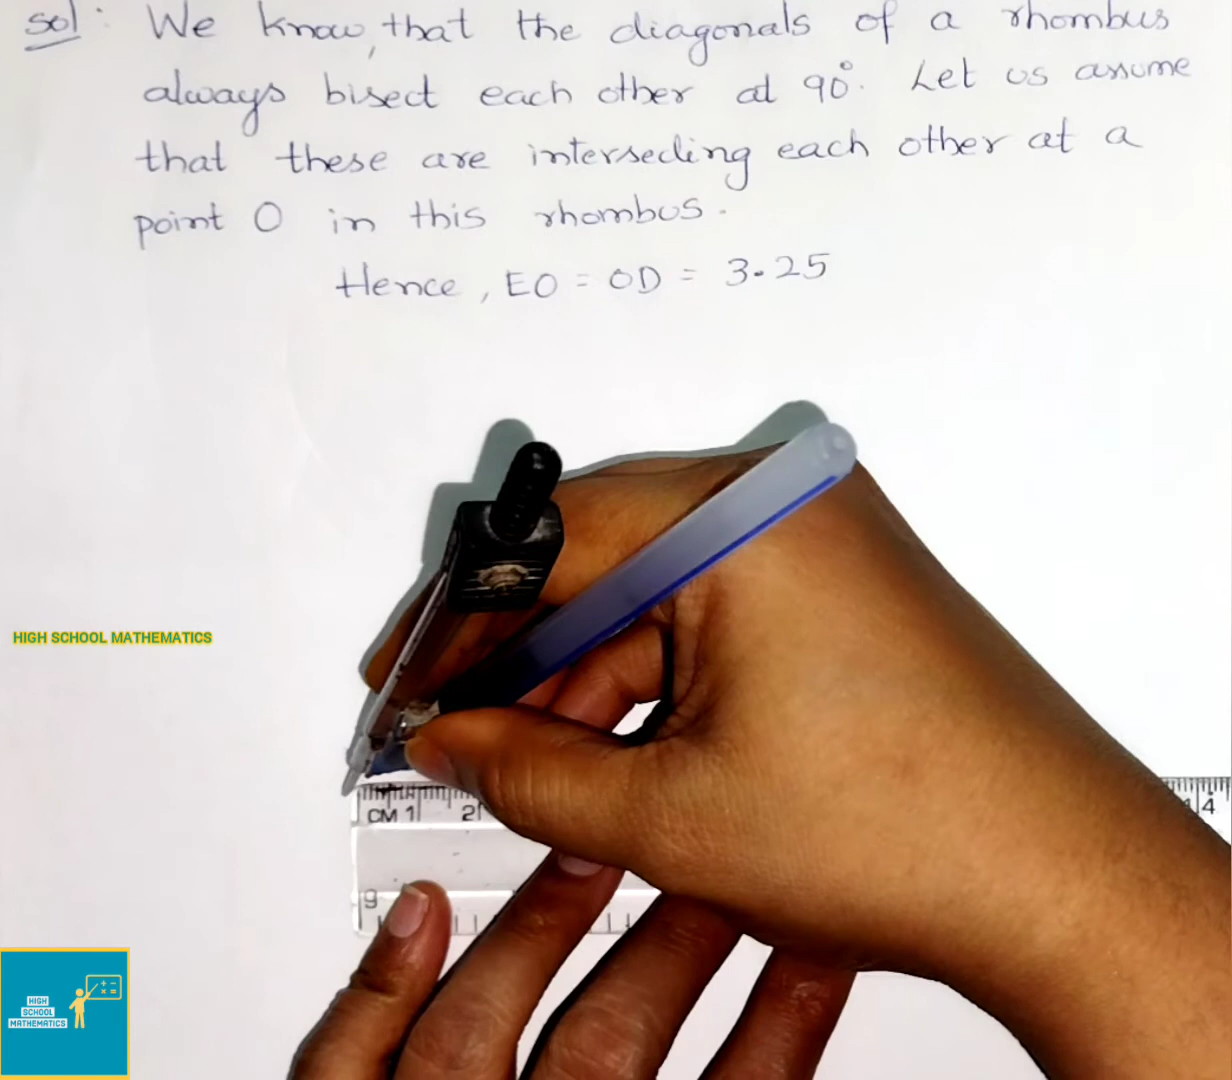 Sol: We know, that the diagonals of a rhombus
always bisect each other at 90°. Let us assume
that these are intersecting each other at a
point O in this rhombus.
Hence, EO = OD = 3.25
HIGH SCHOOL MATHEMATICS
CM 1 2
14
9
HIGH
SCHOOL
MATHEMATICS